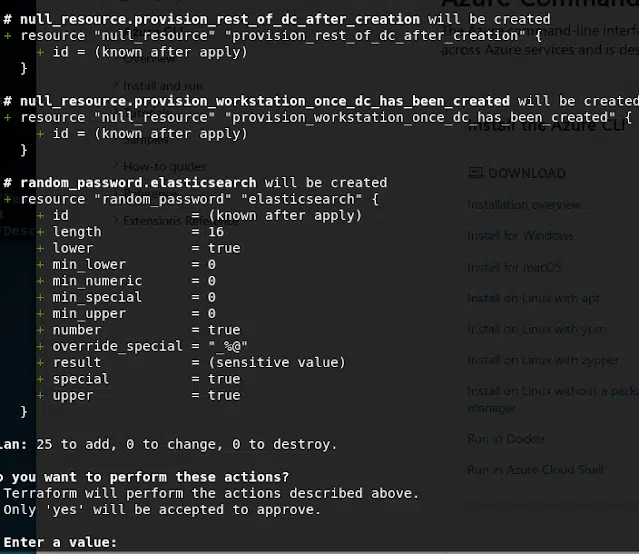 # null_resource.provision_rest_of_dc_after_creation will be created
+ resource "null_resource" "provision_rest_of_dc_after_creation" {
+ id = (known after apply)
}
# null_resource.provision_workstation_once_dc_has_been_created will be created
+ resource "null_resource" "provision_workstation_once_dc_has_been_created" {
+ id = (known after apply)
}
# random_password.elasticsearch will be created
+ resource "random_password" "elasticsearch" {
+ id = (known after apply)
+ length = 16
+ lower = true
+ min_lower = 0
+ min_numeric = 0
+ min_special = 0
+ min_upper = 0
+ number = true
+ override_special = "_%@"
+ result = (sensitive value)
+ special = true
+ upper = true
}
lan: 25 to add, 0 to change, 0 to destroy.
o you want to perform these actions?
Terraform will perform the actions described above.
Only 'yes' will be accepted to approve.
Enter a value:
Azure Command
command-line interf
across Azure services and is des
Overview
Install and run
Samples
How-to guides
Extensions Reference
Install the Azure CLI
DOWNLOAD
Installation overview
Install for Windows
Install for macOS
Install on Linux with apt
Install on Linux with yum
Install on Linux with zypper
Install on Linux without a pack
manager
Run in Docker
Run in Azure Cloud Shell